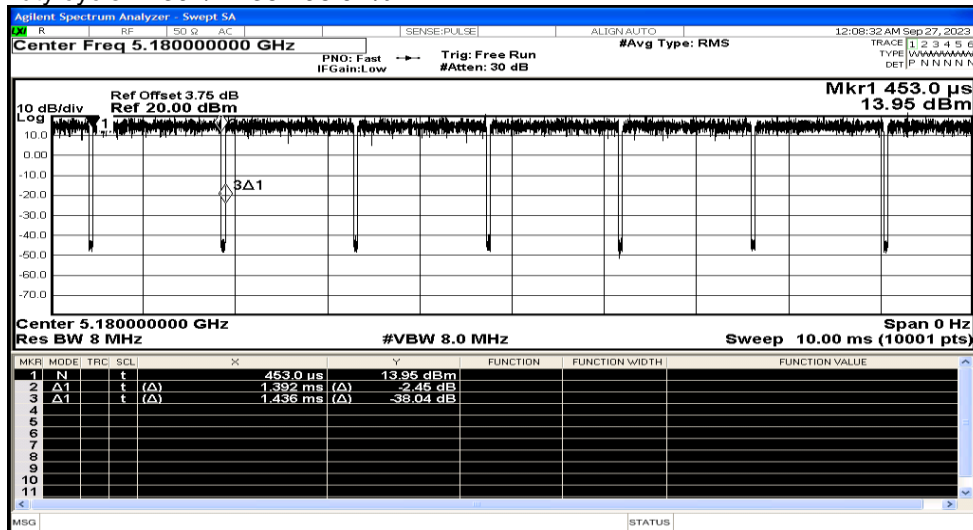 Agilent Spectrum Analyzer - Swept SA
LXI R RF 50 Ω AC SENSE:PULSE ALIGN AUTO 12:08:32 AM Sep 27, 2023
Center Freq 5.180000000 GHz #Avg Type: RMS TRACE 1 2 3 4 5 6
PNO: Fast Trig: Free Run TYPE
IFGain:Low #Atten: 30 dB DET P N N N N N
Mkr1 453.0 µs
Ref Offset 3.75 dB
10 dB/div Ref 20.00 dBm 13.95 dBm
Log
1
10.0
0.00
-10.0
3Δ1
-20.0
-30.0
-40.0
-50.0
-60.0
-70.0
Center 5.180000000 GHz Span 0 Hz
Res BW 8 MHz #VBW 8.0 MHz Sweep 10.00 ms (10001 pts)
MKR MODE TRC SCL X Y FUNCTION FUNCTION WIDTH FUNCTION VALUE
1 N t 453.0 µs 13.95 dBm
2 Δ1 t (Δ) 1.392 ms (Δ) -2.45 dB
3 Δ1 t (Δ) 1.436 ms (Δ) -38.04 dB
4
5
6
7
8
9
10
11
MSG STATUS